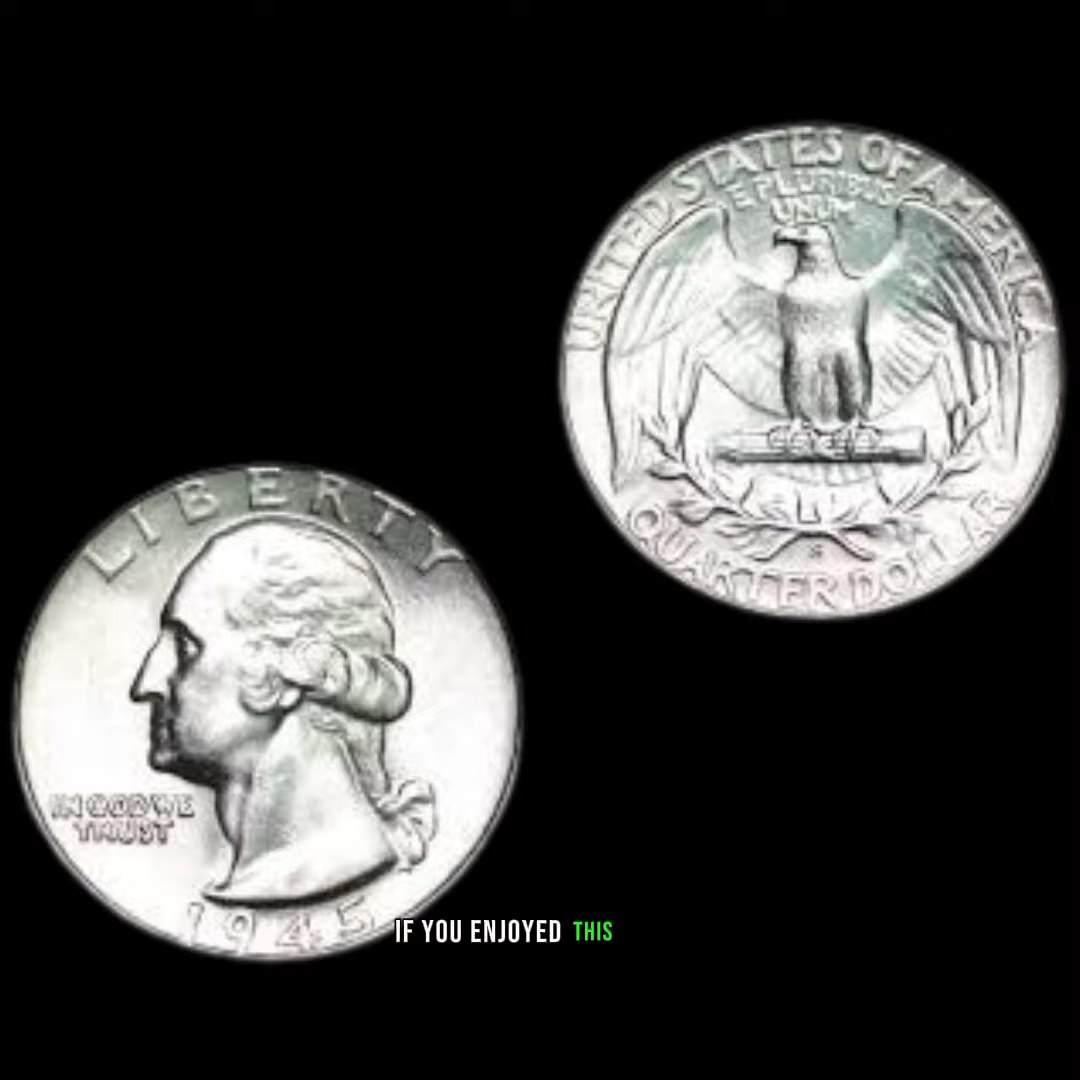 UNITED STATES OF AMERICA
E PLURIBUS
UNUM
S
QUARTER DOLLAR
LIBERTY
IN GOD WE
TRUST
1945
IF YOU ENJOYED THIS